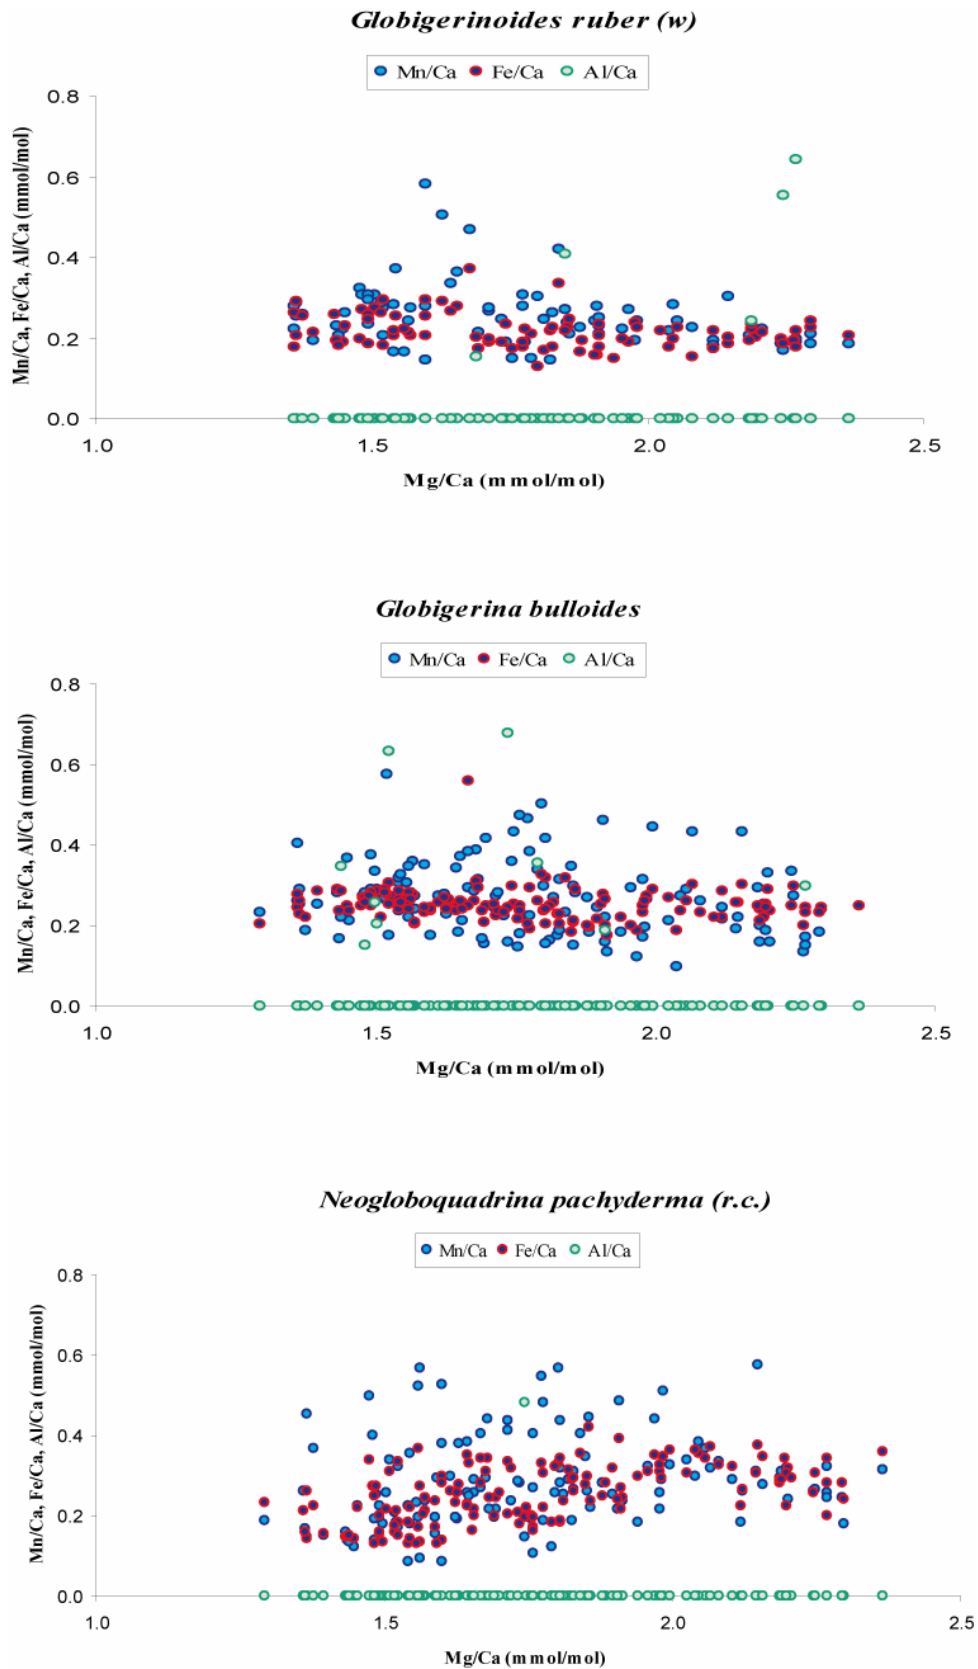 Globigerinoides ruber (w)
Mn/Ca Fe/Ca Al/Ca
Mn/Ca, Fe/Ca, Al/Ca (mmol/mol)
0.8
0.6
0.4
0.2
0.0
1.0 1.5 2.0 2.5
Mg/Ca (mmol/mol)
Globigerina bulloides
Mn/Ca Fe/Ca Al/Ca
Mn/Ca, Fe/Ca, Al/Ca (mmol/mol)
0.8
0.6
0.4
0.2
0.0
1.0 1.5 2.0 2.5
Mg/Ca (mmol/mol)
Neogloboquadrina pachyderma (r.c.)
Mn/Ca Fe/Ca Al/Ca
Mn/Ca, Fe/Ca, Al/Ca (mmol/mol)
0.8
0.6
0.4
0.2
0.0
1.0 1.5 2.0 2.5
Mg/Ca (mmol/mol)